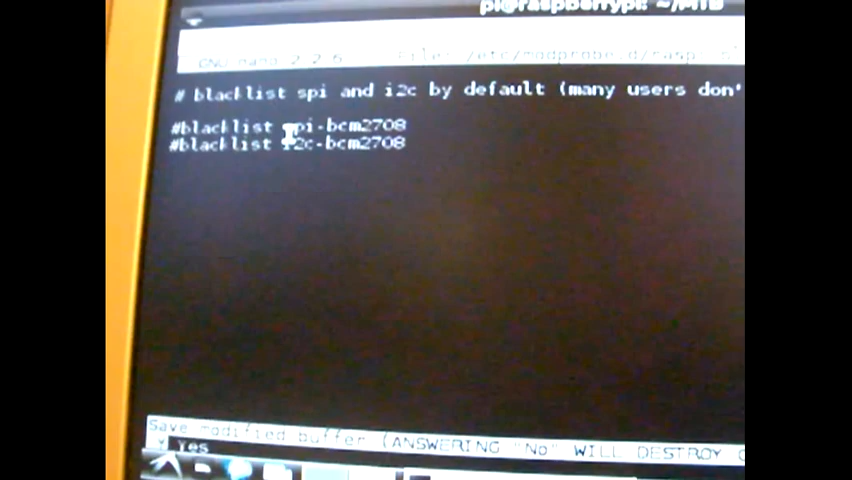 pi@raspberrypi: ~/MTB
GNU nano 2.2.6 File: /etc/modprobe.d/rasp
# blacklist spi and i2c by default (many users don'
#blacklist spi-bcm2708
#blacklist i2c-bcm2708
Save modified buffer (ANSWERING "No" WILL DESTROY
Y Yes